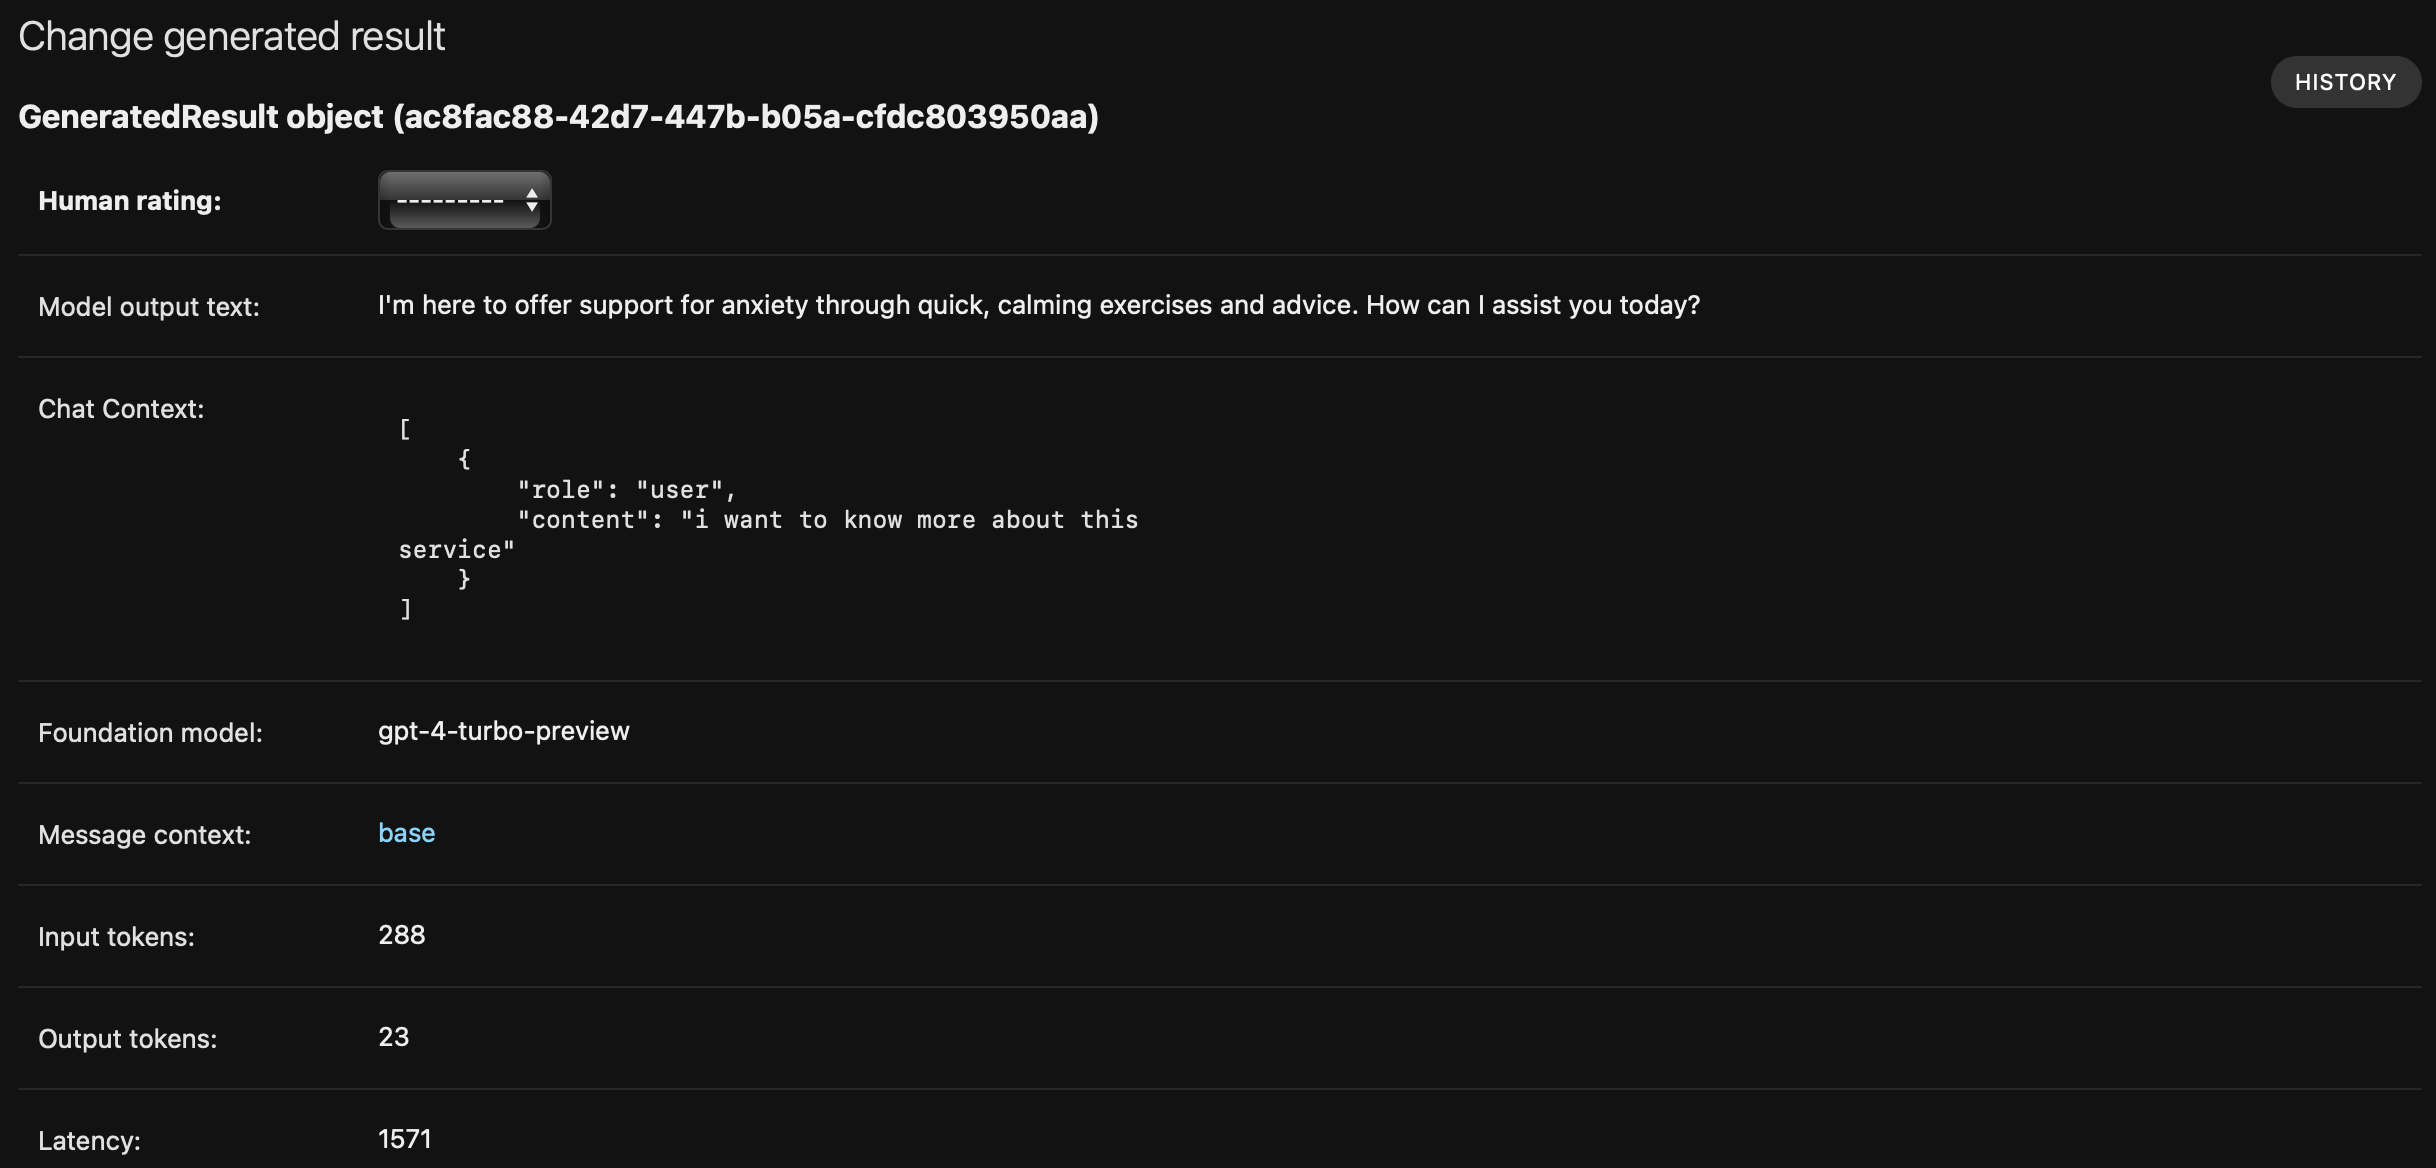 Change generated result
HISTORY
GeneratedResult object (ac8fac88-42d7-447b-b05a-cfdc803950aa)
Human rating: ---------
Model output text: I'm here to offer support for anxiety through quick, calming exercises and advice. How can I assist you today?
Chat Context:
[
    {
        "role": "user",
        "content": "i want to know more about this
service"
    }
]
Foundation model: gpt-4-turbo-preview
Message context: base
Input tokens: 288
Output tokens: 23
Latency: 1571